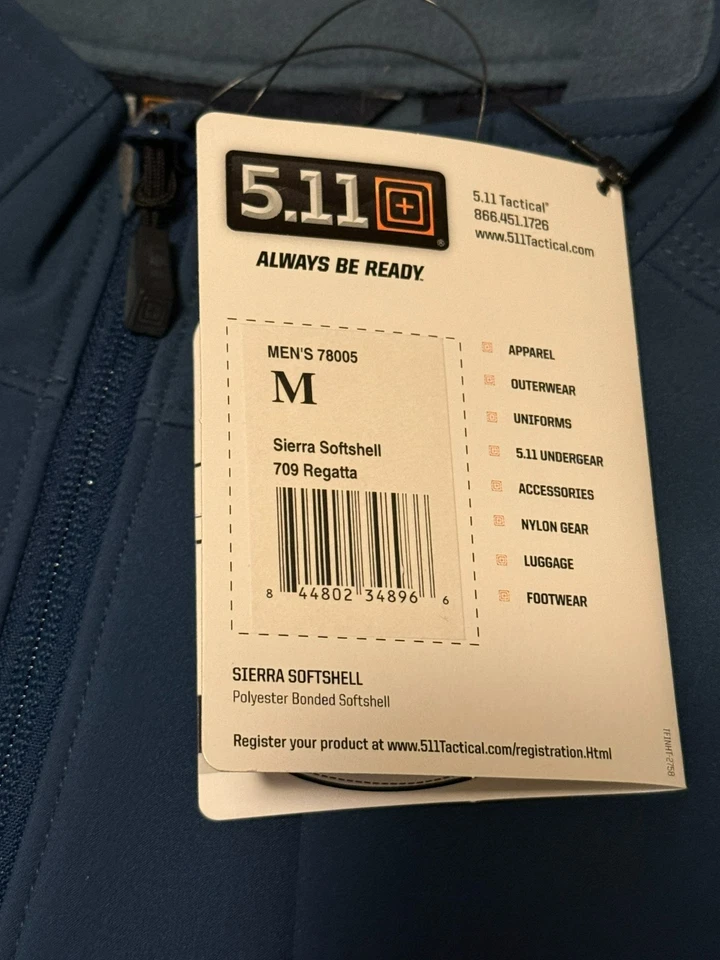 5.11
®
ALWAYS BE READY.
5.11 Tactical®
866.451.1726
www.511Tactical.com
MEN'S 78005
M
Sierra Softshell
709 Regatta
8 44802 34896 6
APPAREL
OUTERWEAR
UNIFORMS
5.11 UNDERGEAR
ACCESSORIES
NYLON GEAR
LUGGAGE
FOOTWEAR
SIERRA SOFTSHELL
Polyester Bonded Softshell
Register your product at www.511Tactical.com/registration.Html
TFINHT-2758